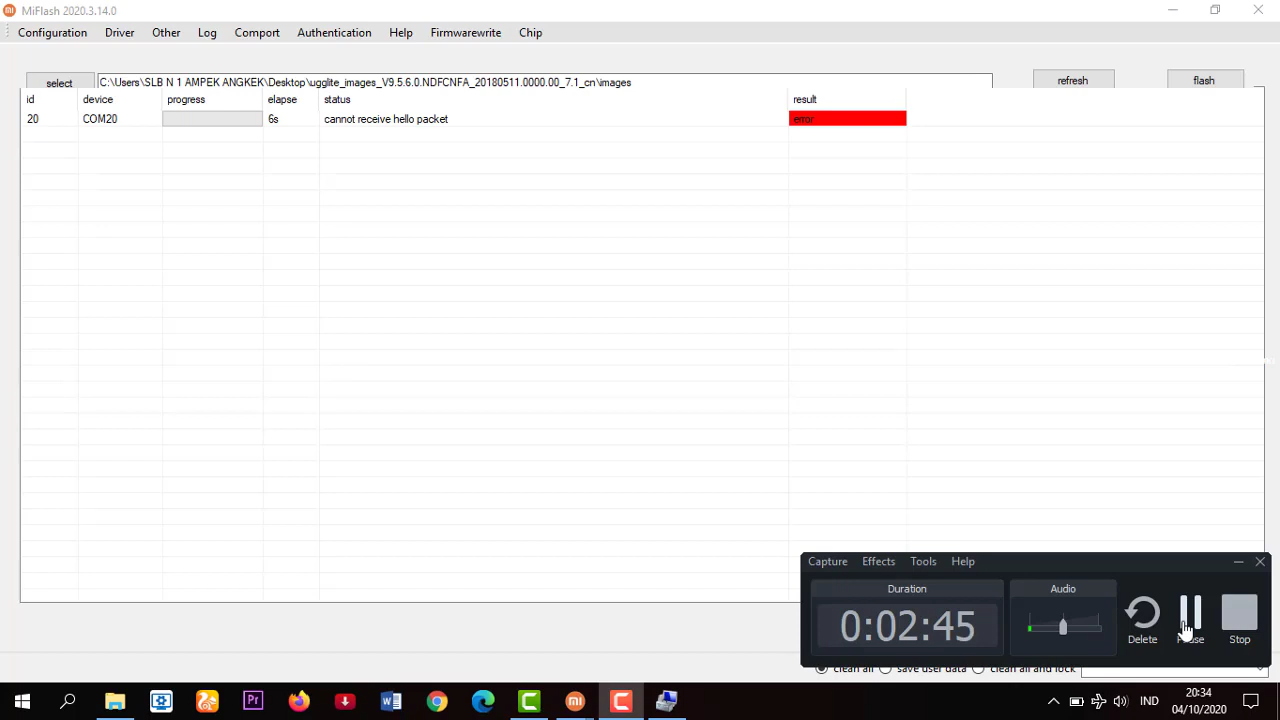 MiFlash 2020.3.14.0
Configuration Driver Other Log Comport Authentication Help Firmwarewrite Chip
select C:\Users\SLB N 1 AMPEK ANGKEK\Desktop\ugglite_images_V9.5.6.0.NDFCNFA_20180511.0000.00_7.1_cn\images refresh flash
id device progress elapse status result
20 COM20 6s cannot receive hello packet error
Capture Effects Tools Help
Duration Audio
0:02:45
Delete Pause Stop
clean all save user data clean all and lock
IND 20:34
04/10/2020